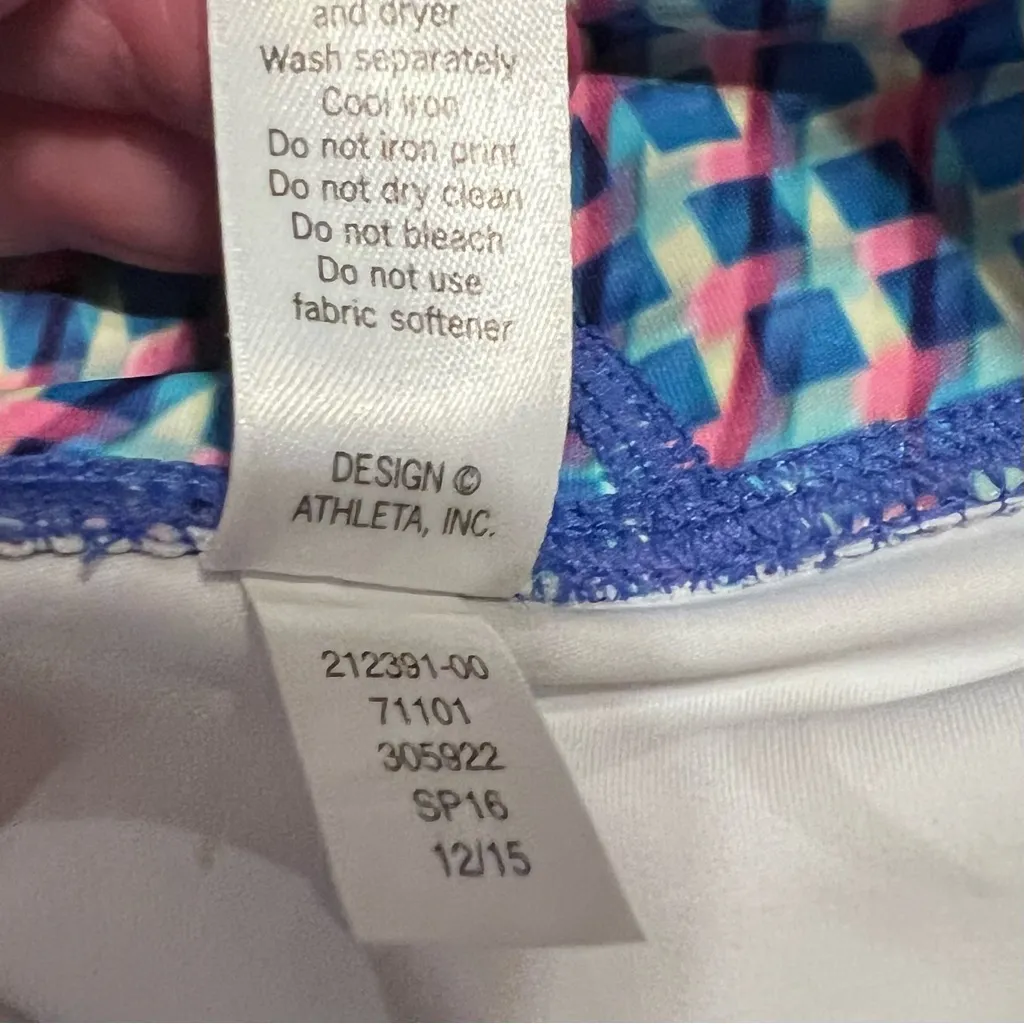 and dryer
Wash separately
Cool iron
Do not iron print
Do not dry clean
Do not bleach
Do not use
fabric softener
DESIGN ©
ATHLETA, INC.
212391-00
71101
305922
SP16
12/15